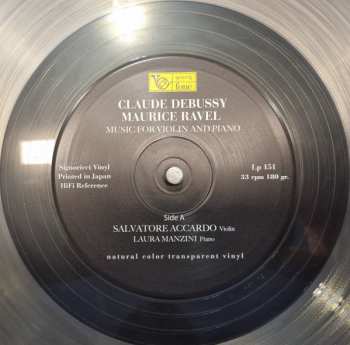 fonè
CLAUDE DEBUSSY
MAURICE RAVEL
MUSIC FOR VIOLIN AND PIANO
Signoricci Vinyl
Printed in Japan
HiFi Reference
Lp 151
33 rpm 180 gr.
Side A
SALVATORE ACCARDO Violin
LAURA MANZINI Piano
natural color transparent vinyl